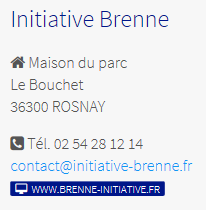 Initiative Brenne
Maison du parc
Le Bouchet
36300 ROSNAY
Tél. 02 54 28 12 14
contact@initiative-brenne.fr
WWW.BRENNE-INITIATIVE.FR